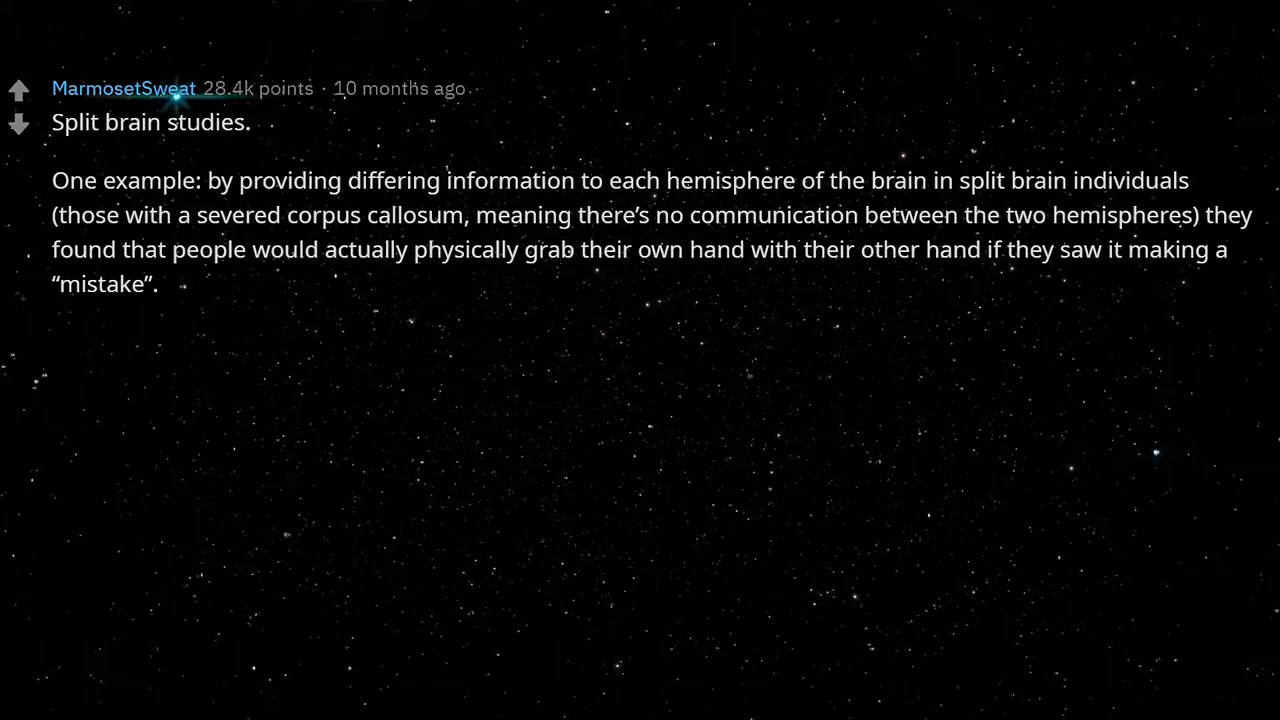 MarmosetSweat 28.4k points · 10 months ago
Split brain studies.
One example: by providing differing information to each hemisphere of the brain in split brain individuals
(those with a severed corpus callosum, meaning there’s no communication between the two hemispheres) they
found that people would actually physically grab their own hand with their other hand if they saw it making a
“mistake”.